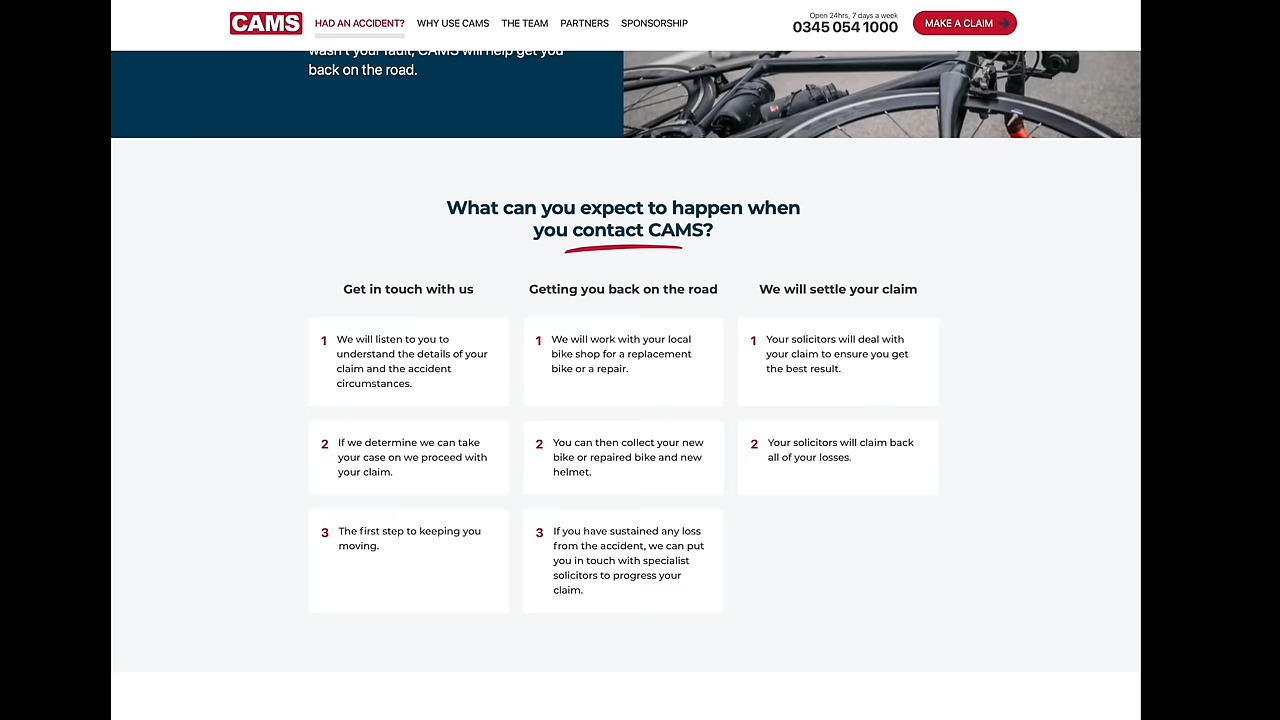 CAMS
HAD AN ACCIDENT?
WHY USE CAMS
THE TEAM
PARTNERS
SPONSORSHIP
Open 24hrs, 7 days a week
0345 054 1000
MAKE A CLAIM
wasn't your fault, CAMS will help get you
back on the road.
What can you expect to happen when
you contact CAMS?
Get in touch with us
1 We will listen to you to
understand the details of your
claim and the accident
circumstances.
2 If we determine we can take
your case on we proceed with
your claim.
3 The first step to keeping you
moving.
Getting you back on the road
1 We will work with your local
bike shop for a replacement
bike or a repair.
2 You can then collect your new
bike or repaired bike and new
helmet.
3 If you have sustained any loss
from the accident, we can put
you in touch with specialist
solicitors to progress your
claim.
We will settle your claim
1 Your solicitors will deal with
your claim to ensure you get
the best result.
2 Your solicitors will claim back
all of your losses.